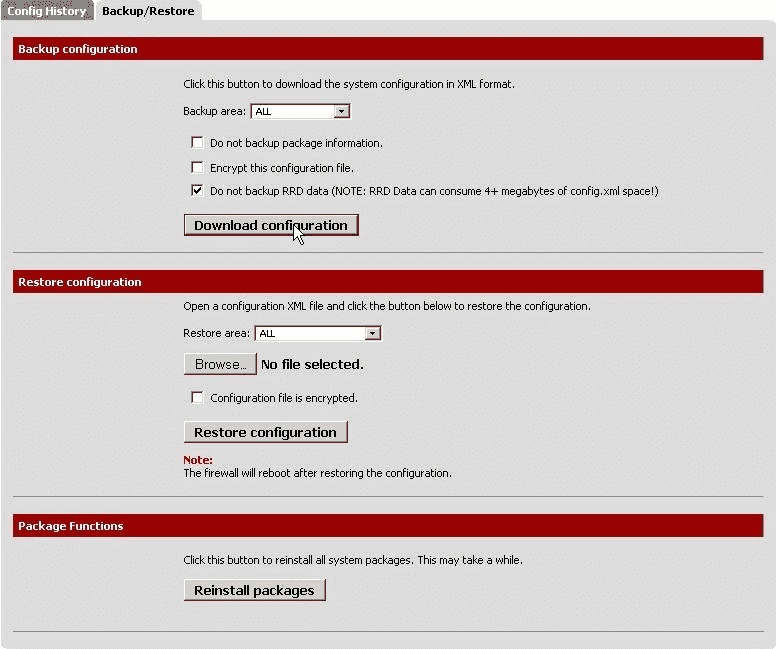 Config History
Backup/Restore
Backup configuration
Click this button to download the system configuration in XML format.
Backup area: ALL
Do not backup package information.
Encrypt this configuration file.
Do not backup RRD data (NOTE: RRD Data can consume 4+ megabytes of config.xml space!)
Download configuration
Restore configuration
Open a configuration XML file and click the button below to restore the configuration.
Restore area: ALL
Browse... No file selected.
Configuration file is encrypted.
Restore configuration
Note:
The firewall will reboot after restoring the configuration.
Package Functions
Click this button to reinstall all system packages. This may take a while.
Reinstall packages